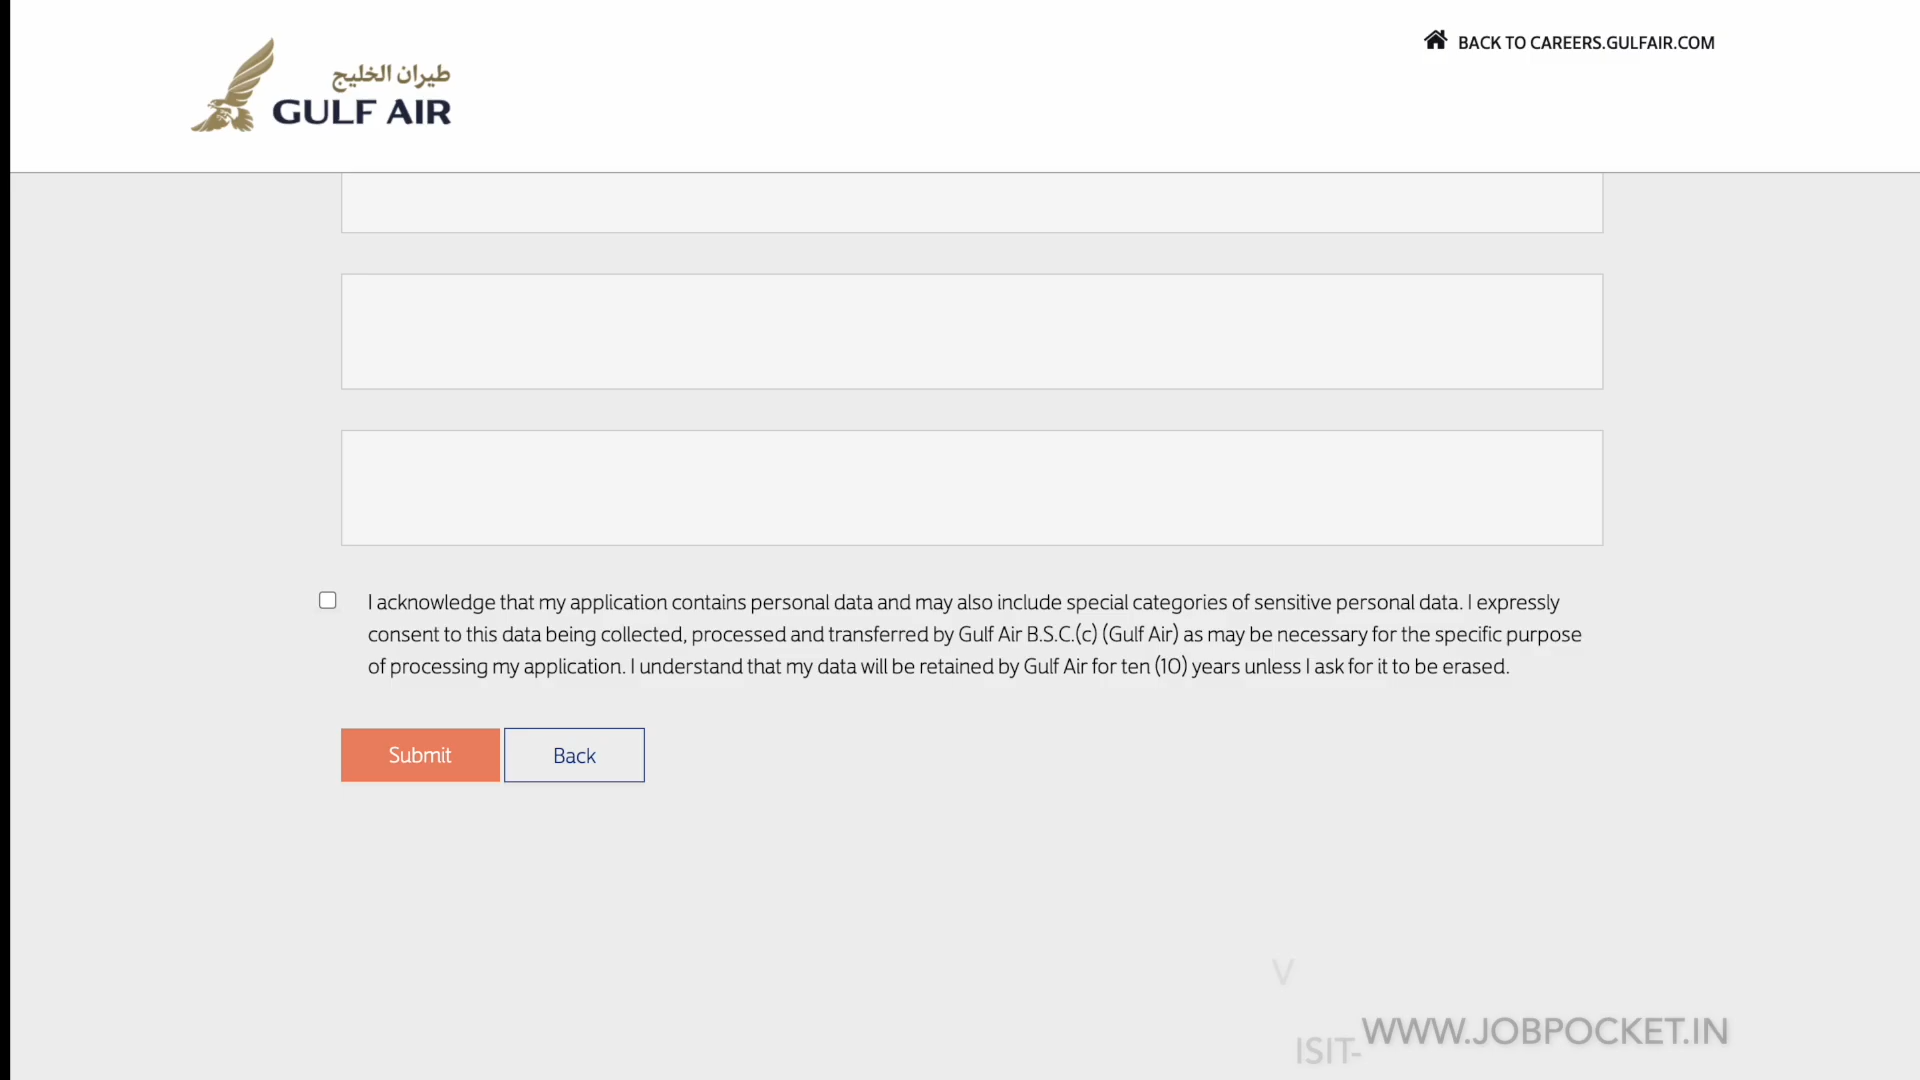 BACK TO CAREERS.GULFAIR.COM
طيران الخليج
GULF AIR
I acknowledge that my application contains personal data and may also include special categories of sensitive personal data. I expressly
consent to this data being collected, processed and transferred by Gulf Air B.S.C.(c) (Gulf Air) as may be necessary for the specific purpose
of processing my application. I understand that my data will be retained by Gulf Air for ten (10) years unless I ask for it to be erased.
Submit
Back
V
ISIT-
WWW.JOBPOCKET.IN